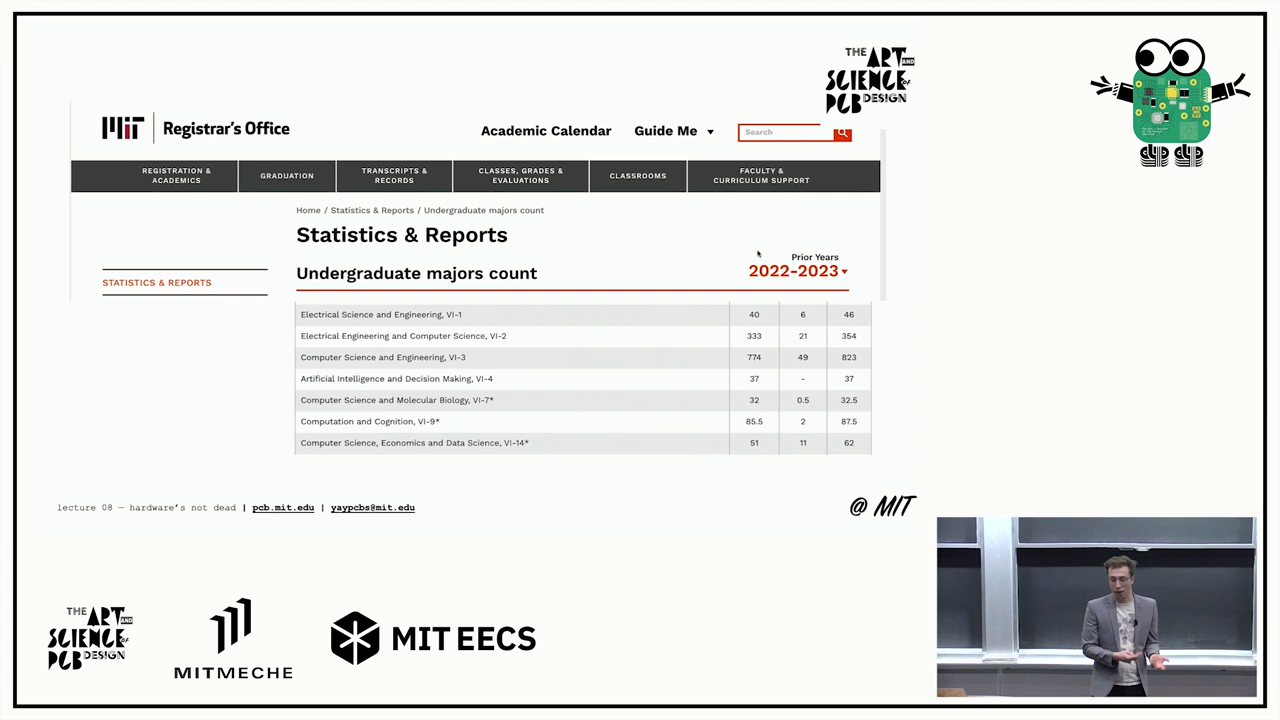 THE ART AND
SCIENCE OF
PCB DESIGN
MIT | Registrar's Office
Academic Calendar
Guide Me
Search
REGISTRATION & ACADEMICS
GRADUATION
TRANSCRIPTS & RECORDS
CLASSES, GRADES & EVALUATIONS
CLASSROOMS
FACULTY & CURRICULUM SUPPORT
Home / Statistics & Reports / Undergraduate majors count
Statistics & Reports
Prior Years
Undergraduate majors count
2022-2023
STATISTICS & REPORTS
Electrical Science and Engineering, VI-1 40 6 46
Electrical Engineering and Computer Science, VI-2 333 21 354
Computer Science and Engineering, VI-3 774 49 823
Artificial Intelligence and Decision Making, VI-4 37 - 37
Computer Science and Molecular Biology, VI-7* 32 0.5 32.5
Computation and Cognition, VI-9* 85.5 2 87.5
Computer Science, Economics and Data Science, VI-14* 51 11 62
lecture 08 — hardware's not dead | pcb.mit.edu | yaypcbs@mit.edu
@ MIT
THE ART AND
SCIENCE OF
PCB DESIGN
MITMECHE
MIT EECS